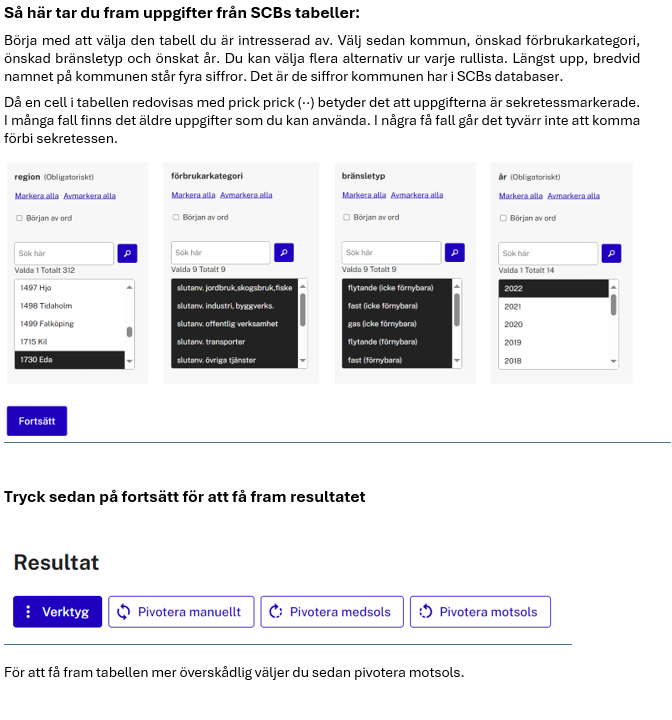 Så här tar du fram uppgifter från SCBs tabeller:
Börja med att välja den tabell du är intresserad av. Välj sedan kommun, önskad förbrukarkategori,
önskad bränsletyp och önskat år. Du kan välja flera alternativ ur varje rullista. Längst upp, bredvid
namnet på kommunen står fyra siffror. Det är de siffror kommunen har i SCBs databaser.
Då en cell i tabellen redovisas med prick prick (··) betyder det att uppgifterna är sekretessmarkerade.
I många fall finns det äldre uppgifter som du kan använda. I några få fall går det tyvärr inte att komma
förbi sekretessen.
region (Obligatoriskt)
Markera alla Avmarkera alla
Början av ord
Sök här
Valda 1 Totalt 312
1497 Hjo
1498 Tidaholm
1499 Falköping
1715 Kil
1730 Eda
förbrukarkategori
Markera alla Avmarkera alla
Början av ord
Sök här
Valda 9 Totalt 9
slutanv. jordbruk,skogsbruk,fiske
slutanv. industri, byggverks.
slutanv. offentlig verksamhet
slutanv. transporter
slutanv. övriga tjänster
bränsletyp
Markera alla Avmarkera alla
Början av ord
Sök här
Valda 9 Totalt 9
flytande (icke förnybara)
fast (icke förnybara)
gas (icke förnybara)
flytande (förnybara)
fast (förnybara)
år (Obligatoriskt)
Markera alla Avmarkera alla
Början av ord
Sök här
Valda 1 Totalt 14
2022
2021
2020
2019
2018
Fortsätt
Tryck sedan på fortsätt för att få fram resultatet
Resultat
Verktyg Pivotera manuellt Pivotera medsols Pivotera motsols
För att få fram tabellen mer överskådlig väljer du sedan pivotera motsols.